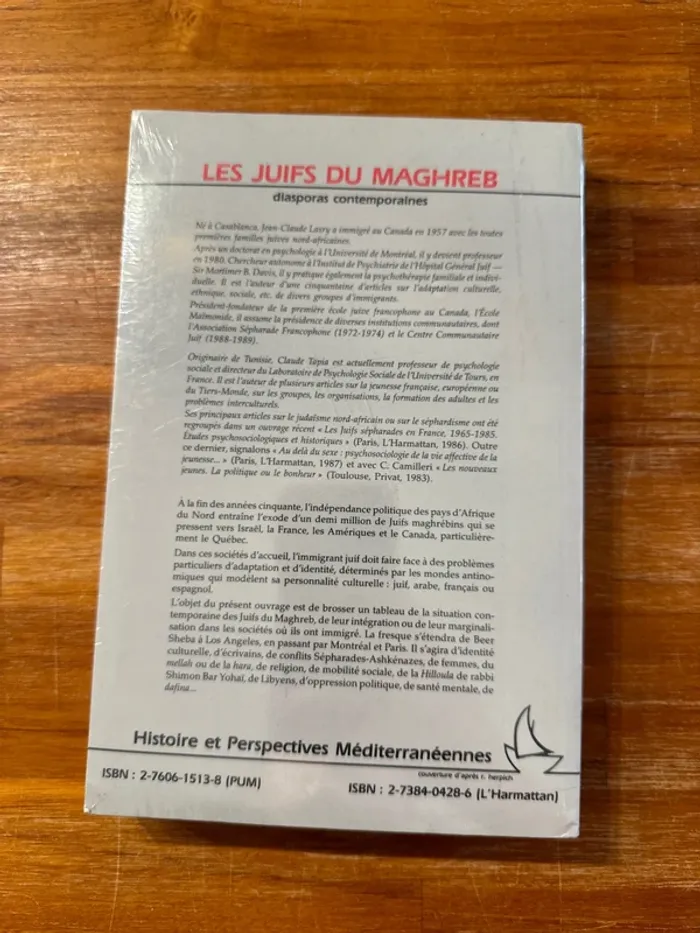 LES JUIFS DU MAGHREB
diasporas contemporaines
Né à Casablanca, Jean-Claude Lasry a immigré au Canada en 1957 avec les toutes
premières familles juives nord-africaines.
Après un doctorat en psychologie à l'Université de Montréal, il y devient professeur
en 1980. Chercheur autonome à l'Institut de Psychiatrie de l'Hôpital Général Juif —
Sir Mortimer B. Davis, il y pratique également la psychothérapie familiale et indivi-
duelle. Il est l'auteur d'une cinquantaine d'articles sur l'adaptation culturelle,
ethnique, sociale, etc. de divers groupes d'immigrants.
Président-fondateur de la première école juive francophone au Canada, l'École
Maïmonide, il assume la présidence de diverses institutions communautaires, dont
l'Association Sépharade Francophone (1972-1974) et le Centre Communautaire
Juif (1988-1989).
Originaire de Tunisie, Claude Tapia est actuellement professeur de psychologie
sociale et directeur du Laboratoire de Psychologie Sociale de l'Université de Tours, en
France. Il est l'auteur de plusieurs articles sur la jeunesse française, européenne ou
du Tiers-Monde, sur les groupes, les organisations, la formation des adultes et les
problèmes interculturels.
Ses principaux articles sur le judaïsme nord-africain ou sur le séphardisme ont été
regroupés dans un ouvrage récent « Les Juifs sépharades en France, 1965-1985.
Études psychosociologiques et historiques » (Paris, L'Harmattan, 1986). Outre
ce dernier, signalons « Au delà du sexe : psychosociologie de la vie affective de la
jeunesse... » (Paris, L'Harmattan, 1987) et avec C. Camilleri « Les nouveaux
jeunes. La politique ou le bonheur » (Toulouse, Privat, 1983).
À la fin des années cinquante, l'indépendance politique des pays d'Afrique
du Nord entraîne l'exode d'un demi million de Juifs maghrébins qui se
pressent vers Israël, la France, les Amériques et le Canada, particulière-
ment le Québec.
Dans ces sociétés d'accueil, l'immigrant juif doit faire face à des problèmes
particuliers d'adaptation et d'identité, déterminés par les mondes antino-
miques qui modèlent sa personnalité culturelle : juif, arabe, français ou
espagnol.
L'objet du présent ouvrage est de brosser un tableau de la situation con-
temporaine des Juifs du Maghreb, de leur intégration ou de leur marginali-
sation dans les sociétés où ils ont immigré. La fresque s'étendra de Beer
Sheba à Los Angeles, en passant par Montréal et Paris. Il s'agira d'identité
culturelle, d'écrivains, de conflits Sépharades-Ashkénazes, de femmes, du
mellah ou de la hara, de religion, de mobilité sociale, de la Hilloula de rabbi
Shimon Bar Yohaï, de Libyens, d'oppression politique, de santé mentale, de
dafina...
Histoire et Perspectives Méditerranéennes
couverture d'après r. herpich
ISBN : 2-7606-1513-8 (PUM)
ISBN : 2-7384-0428-6 (L'Harmattan)